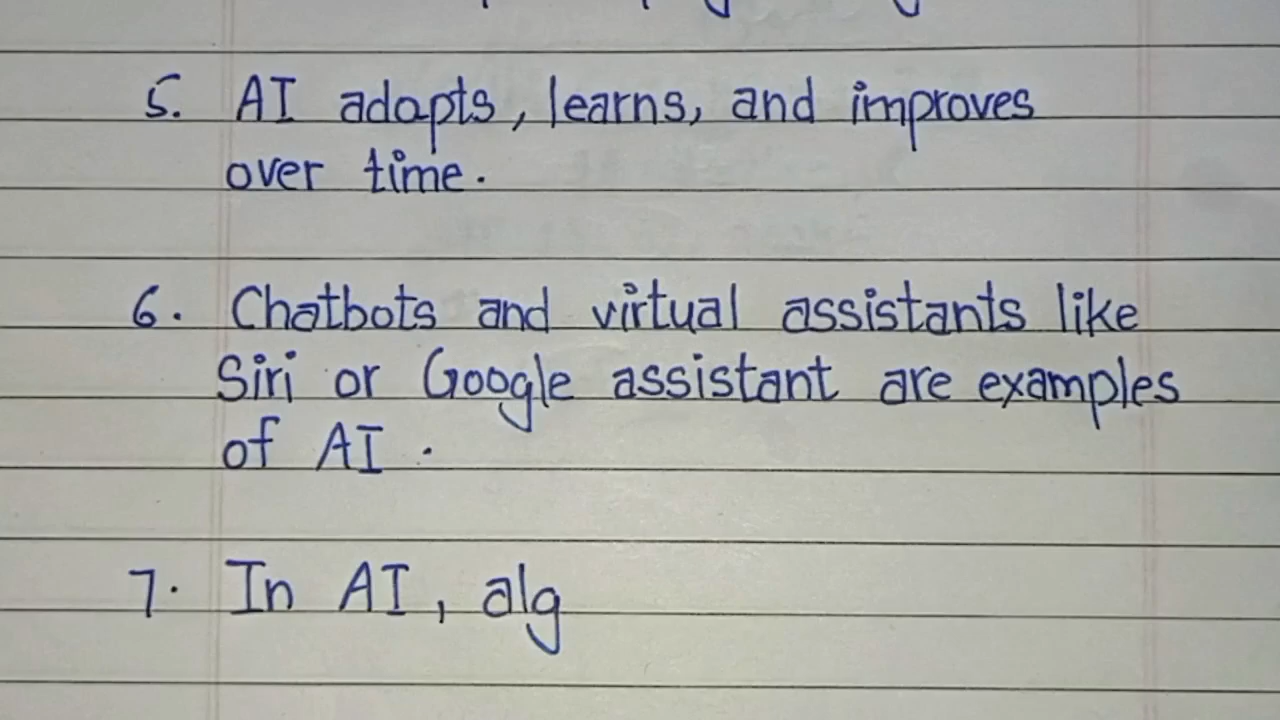 5. AI adapts, learns, and improves
over time.
6. Chatbots and virtual assistants like
Siri or Google assistant are examples
of AI.
7. In AI, alg